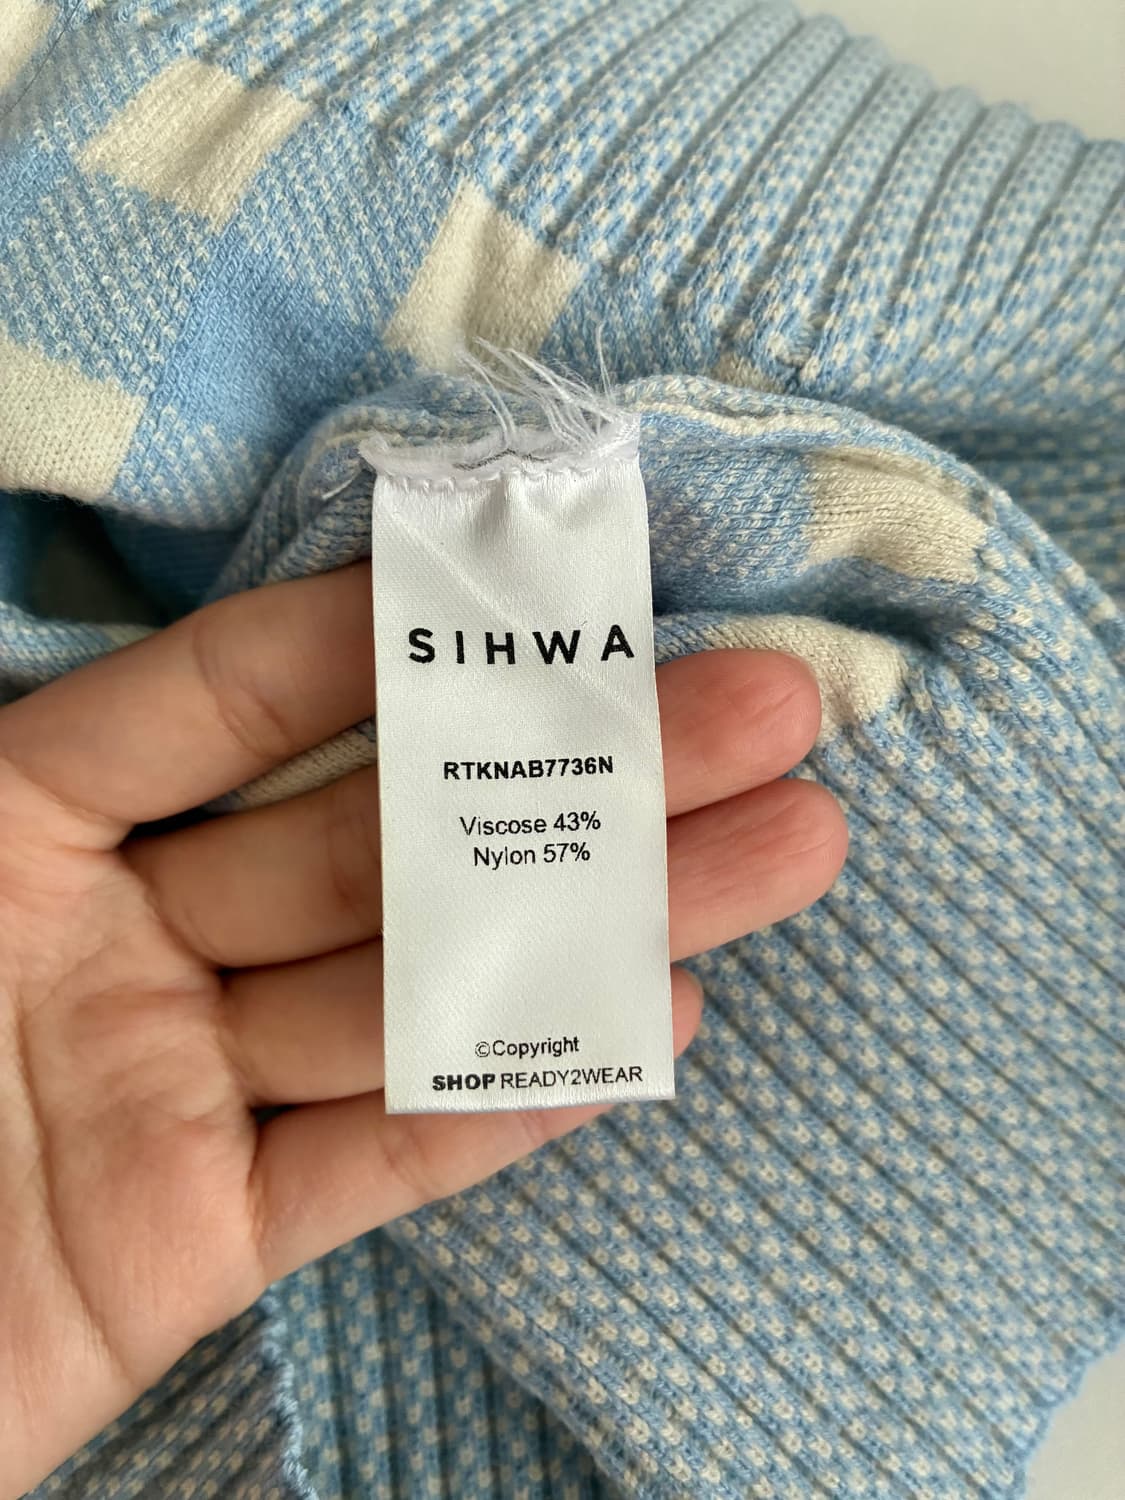 SIHWA
RTKNAB7736N
Viscose 43%
Nylon 57%
©Copyright
SHOP READY2WEAR